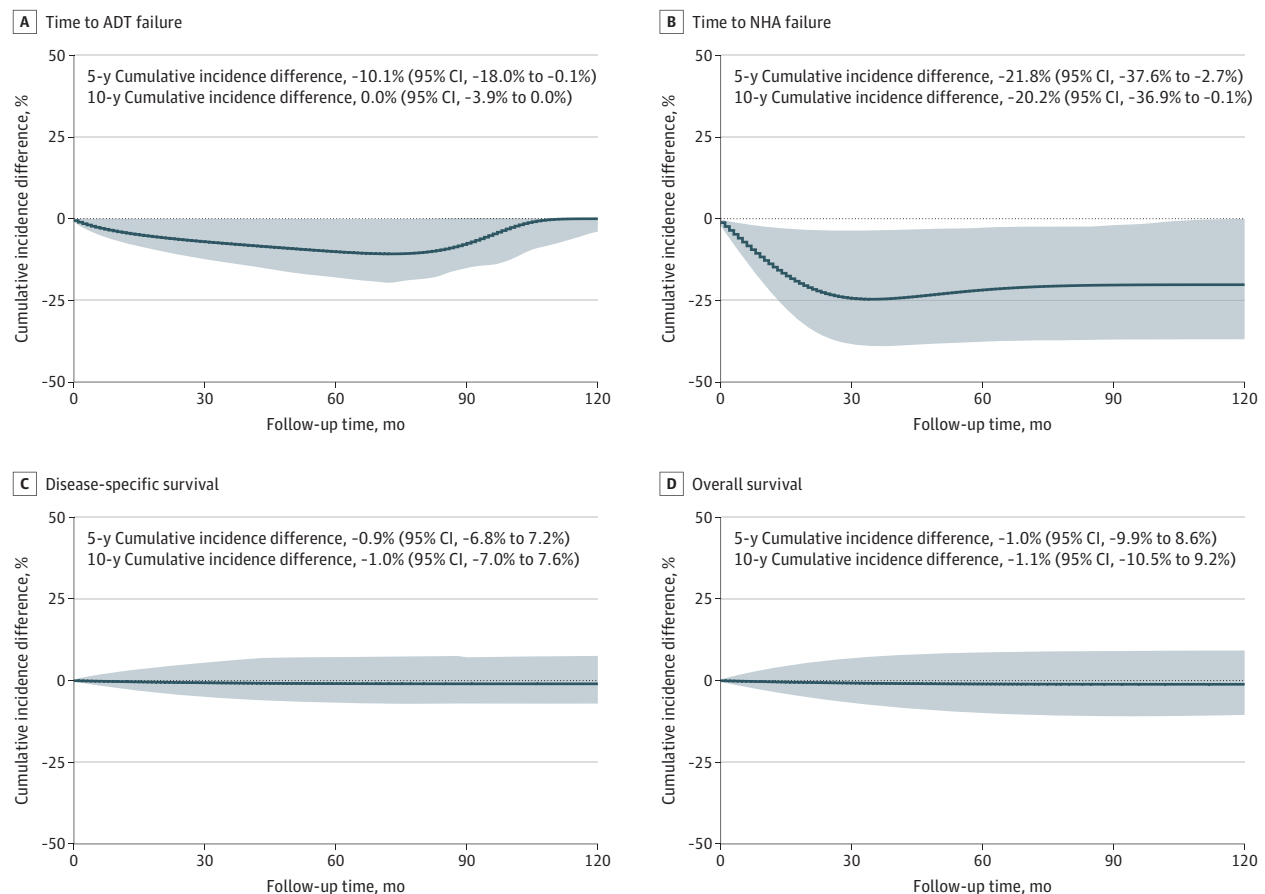 A Time to ADT failure
50
25
0
-25
-50
Cumulative incidence difference, %
5-y Cumulative incidence difference, -10.1% (95% CI, -18.0% to -0.1%)
10-y Cumulative incidence difference, 0.0% (95% CI, -3.9% to 0.0%)
0 30 60 90 120
Follow-up time, mo
B Time to NHA failure
50
25
0
-25
-50
Cumulative incidence difference, %
5-y Cumulative incidence difference, -21.8% (95% CI, -37.6% to -2.7%)
10-y Cumulative incidence difference, -20.2% (95% CI, -36.9% to -0.1%)
0 30 60 90 120
Follow-up time, mo
C Disease-specific survival
50
25
0
-25
-50
Cumulative incidence difference, %
5-y Cumulative incidence difference, -0.9% (95% CI, -6.8% to 7.2%)
10-y Cumulative incidence difference, -1.0% (95% CI, -7.0% to 7.6%)
0 30 60 90 120
Follow-up time, mo
D Overall survival
50
25
0
-25
-50
Cumulative incidence difference, %
5-y Cumulative incidence difference, -1.0% (95% CI, -9.9% to 8.6%)
10-y Cumulative incidence difference, -1.1% (95% CI, -10.5% to 9.2%)
0 30 60 90 120
Follow-up time, mo